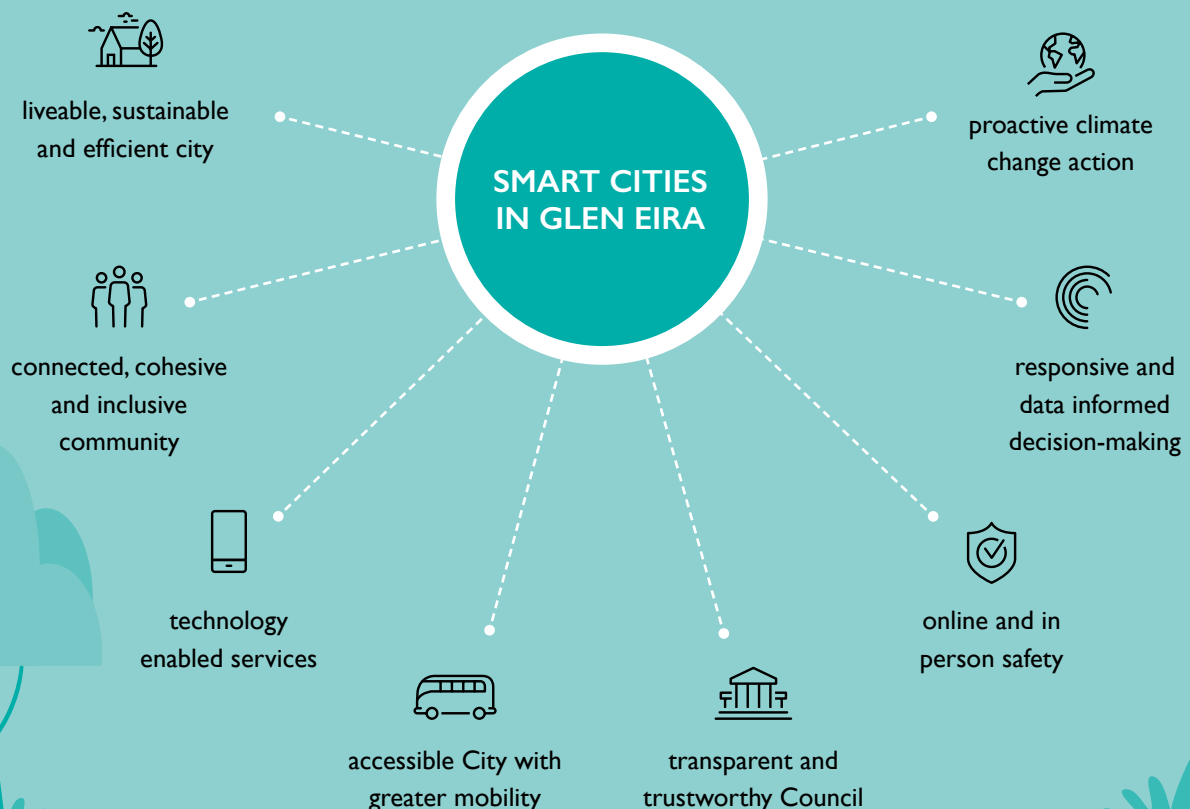 SMART CITIES
IN GLEN EIRA
liveable, sustainable
and efficient city
connected, cohesive
and inclusive
community
technology
enabled services
accessible City with
greater mobility
transparent and
trustworthy Council
online and in
person safety
responsive and
data informed
decision-making
proactive climate
change action